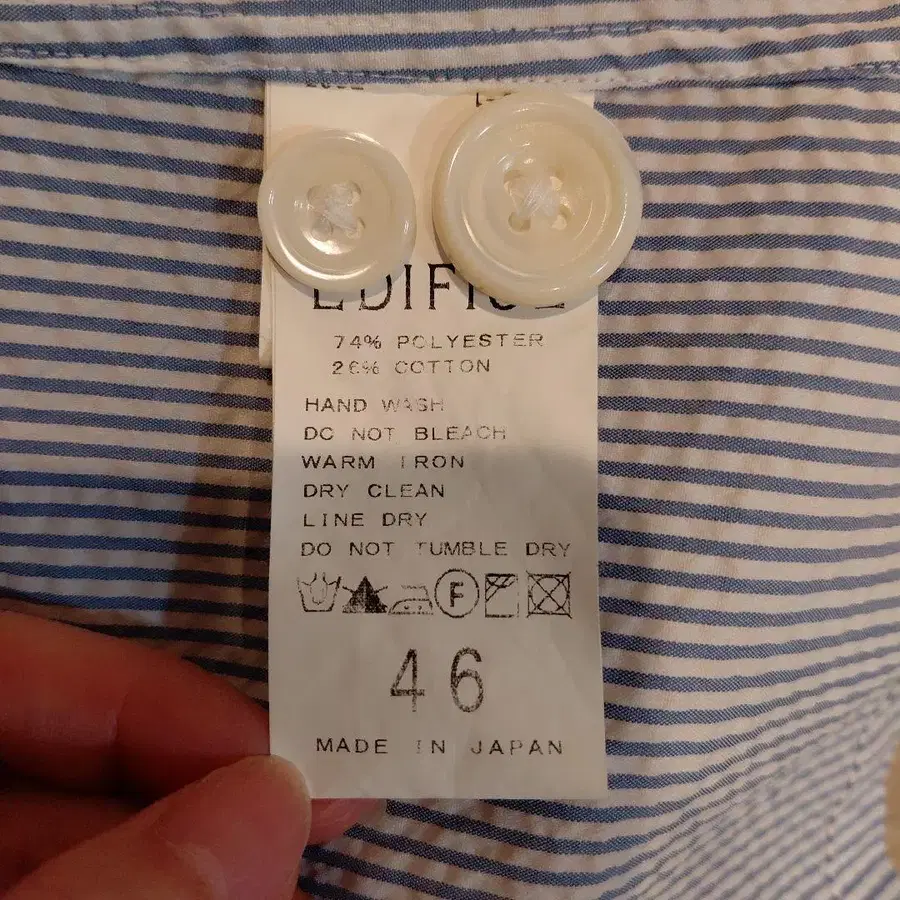 EDIFICE
74% POLYESTER
26% COTTON
HAND WASH
DO NOT BLEACH
WARM IRON
DRY CLEAN
LINE DRY
DO NOT TUMBLE DRY
F
46
MADE IN JAPAN